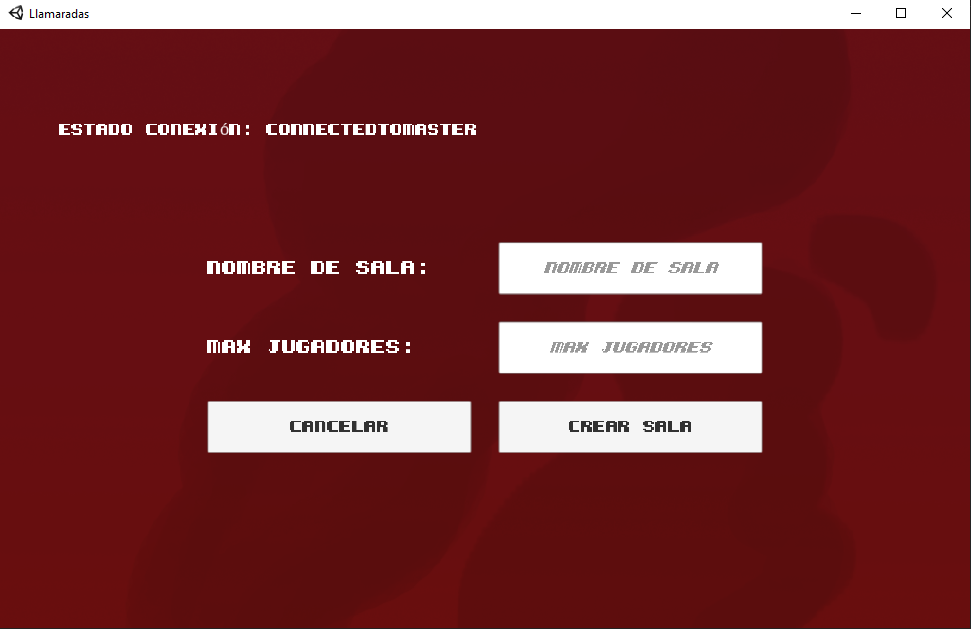 Llamaradas
ESTADO CONEXIÓN: CONNECTEDTOMASTER
NOMBRE DE SALA: NOMBRE DE SALA
MAX JUGADORES: MAX JUGADORES
CANCELAR CREAR SALA